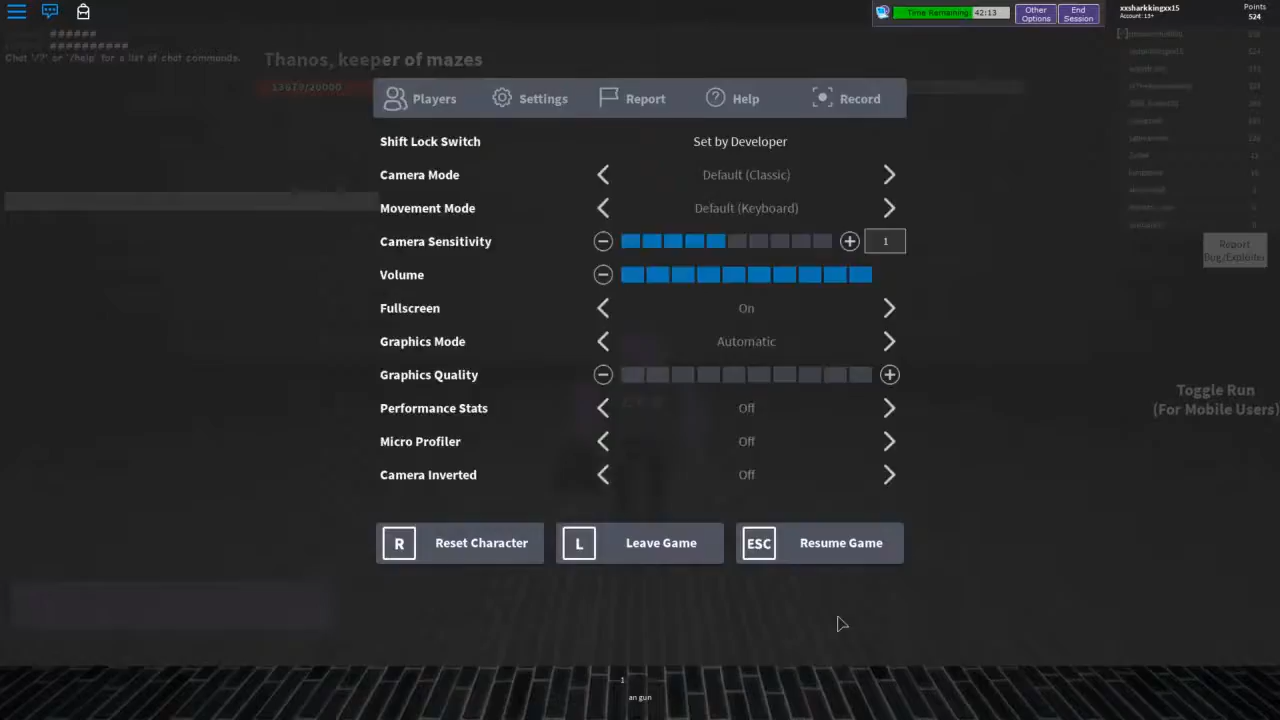 Time Remaining: 42:13
Other Options
End Session
xxsharkkingxx15
Account: 13+
Points
524
######
##########
Chat '/?' or '/help' for a list of chat commands.
Thanos, keeper of mazes
Players
Settings
Report
Help
Record
Shift Lock Switch Set by Developer
Camera Mode Default (Classic)
Movement Mode Default (Keyboard)
Camera Sensitivity 1
Volume
Fullscreen On
Graphics Mode Automatic
Graphics Quality
Performance Stats Off
Micro Profiler Off
Camera Inverted Off
Report
Bug/Exploiter
Toggle Run
(For Mobile Users)
R Reset Character
L Leave Game
ESC Resume Game
1
an gun